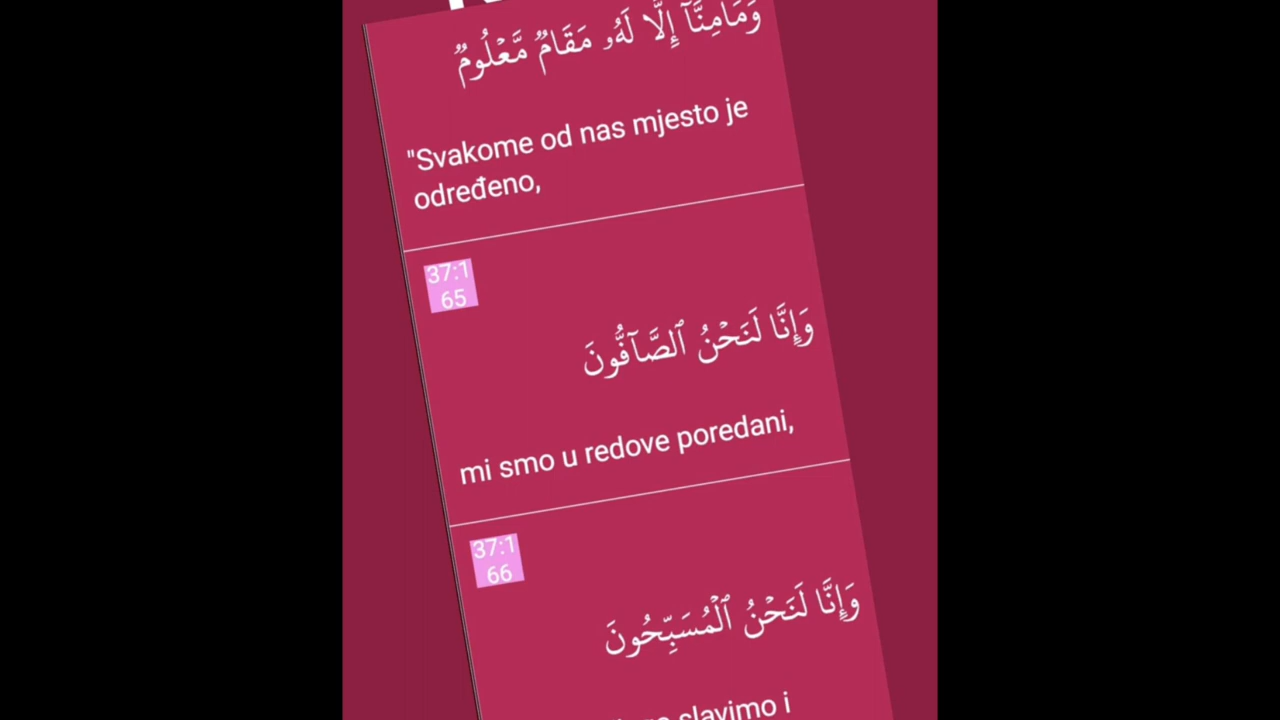 وَمَامِنَّآ إِلَّا لَهُۥ مَقَامٌ مَّعۡلُومٌ
"Svakome od nas mjesto je
određeno,
37:1
65
وَإِنَّا لَنَحۡنُ ٱلصَّآفُّونَ
mi smo u redove poredani,
37:1
66
وَإِنَّا لَنَحۡنُ ٱلۡمُسَبِّحُونَ
slavimo i